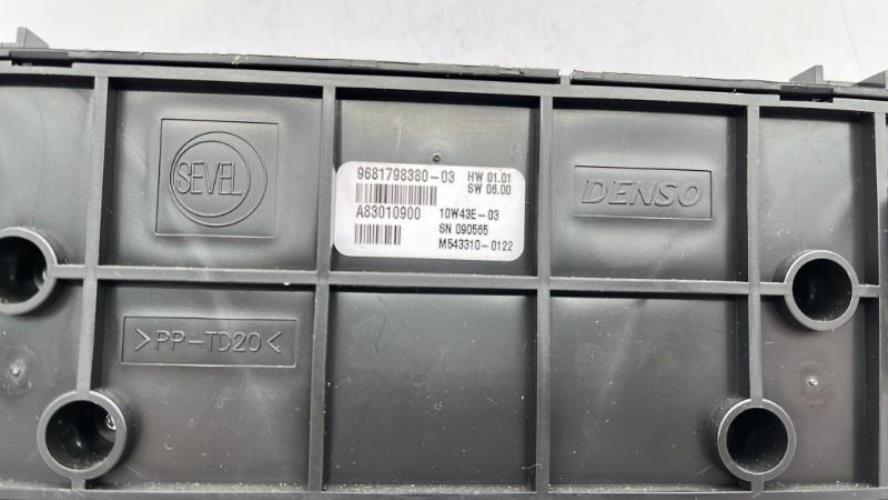 SEVEL
9681798380-03 HW 01.01
SW 06.00
A83010900 10W43E-03
SN 090565
M543310-0122
DENSO
>PP-TD20<